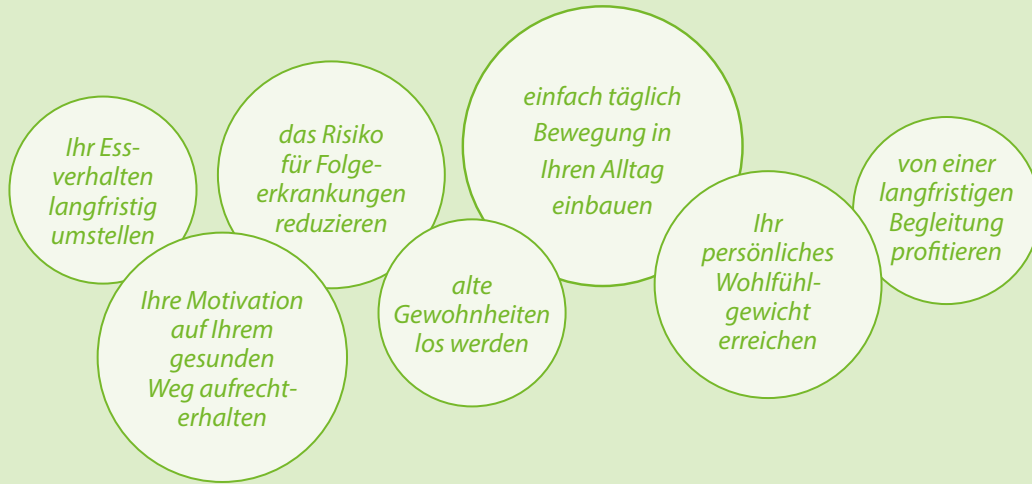 Ihr Ess-
verhalten
langfristig
umstellen
das Risiko
für Folge-
erkrankungen
reduzieren
einfach täglich
Bewegung in
Ihren Alltag
einbauen
von einer
langfristigen
Begleitung
profitieren
Ihre Motivation
auf Ihrem
gesunden
Weg aufrecht-
erhalten
alte
Gewohnheiten
los werden
Ihr
persönliches
Wohlfühl-
gewicht
erreichen